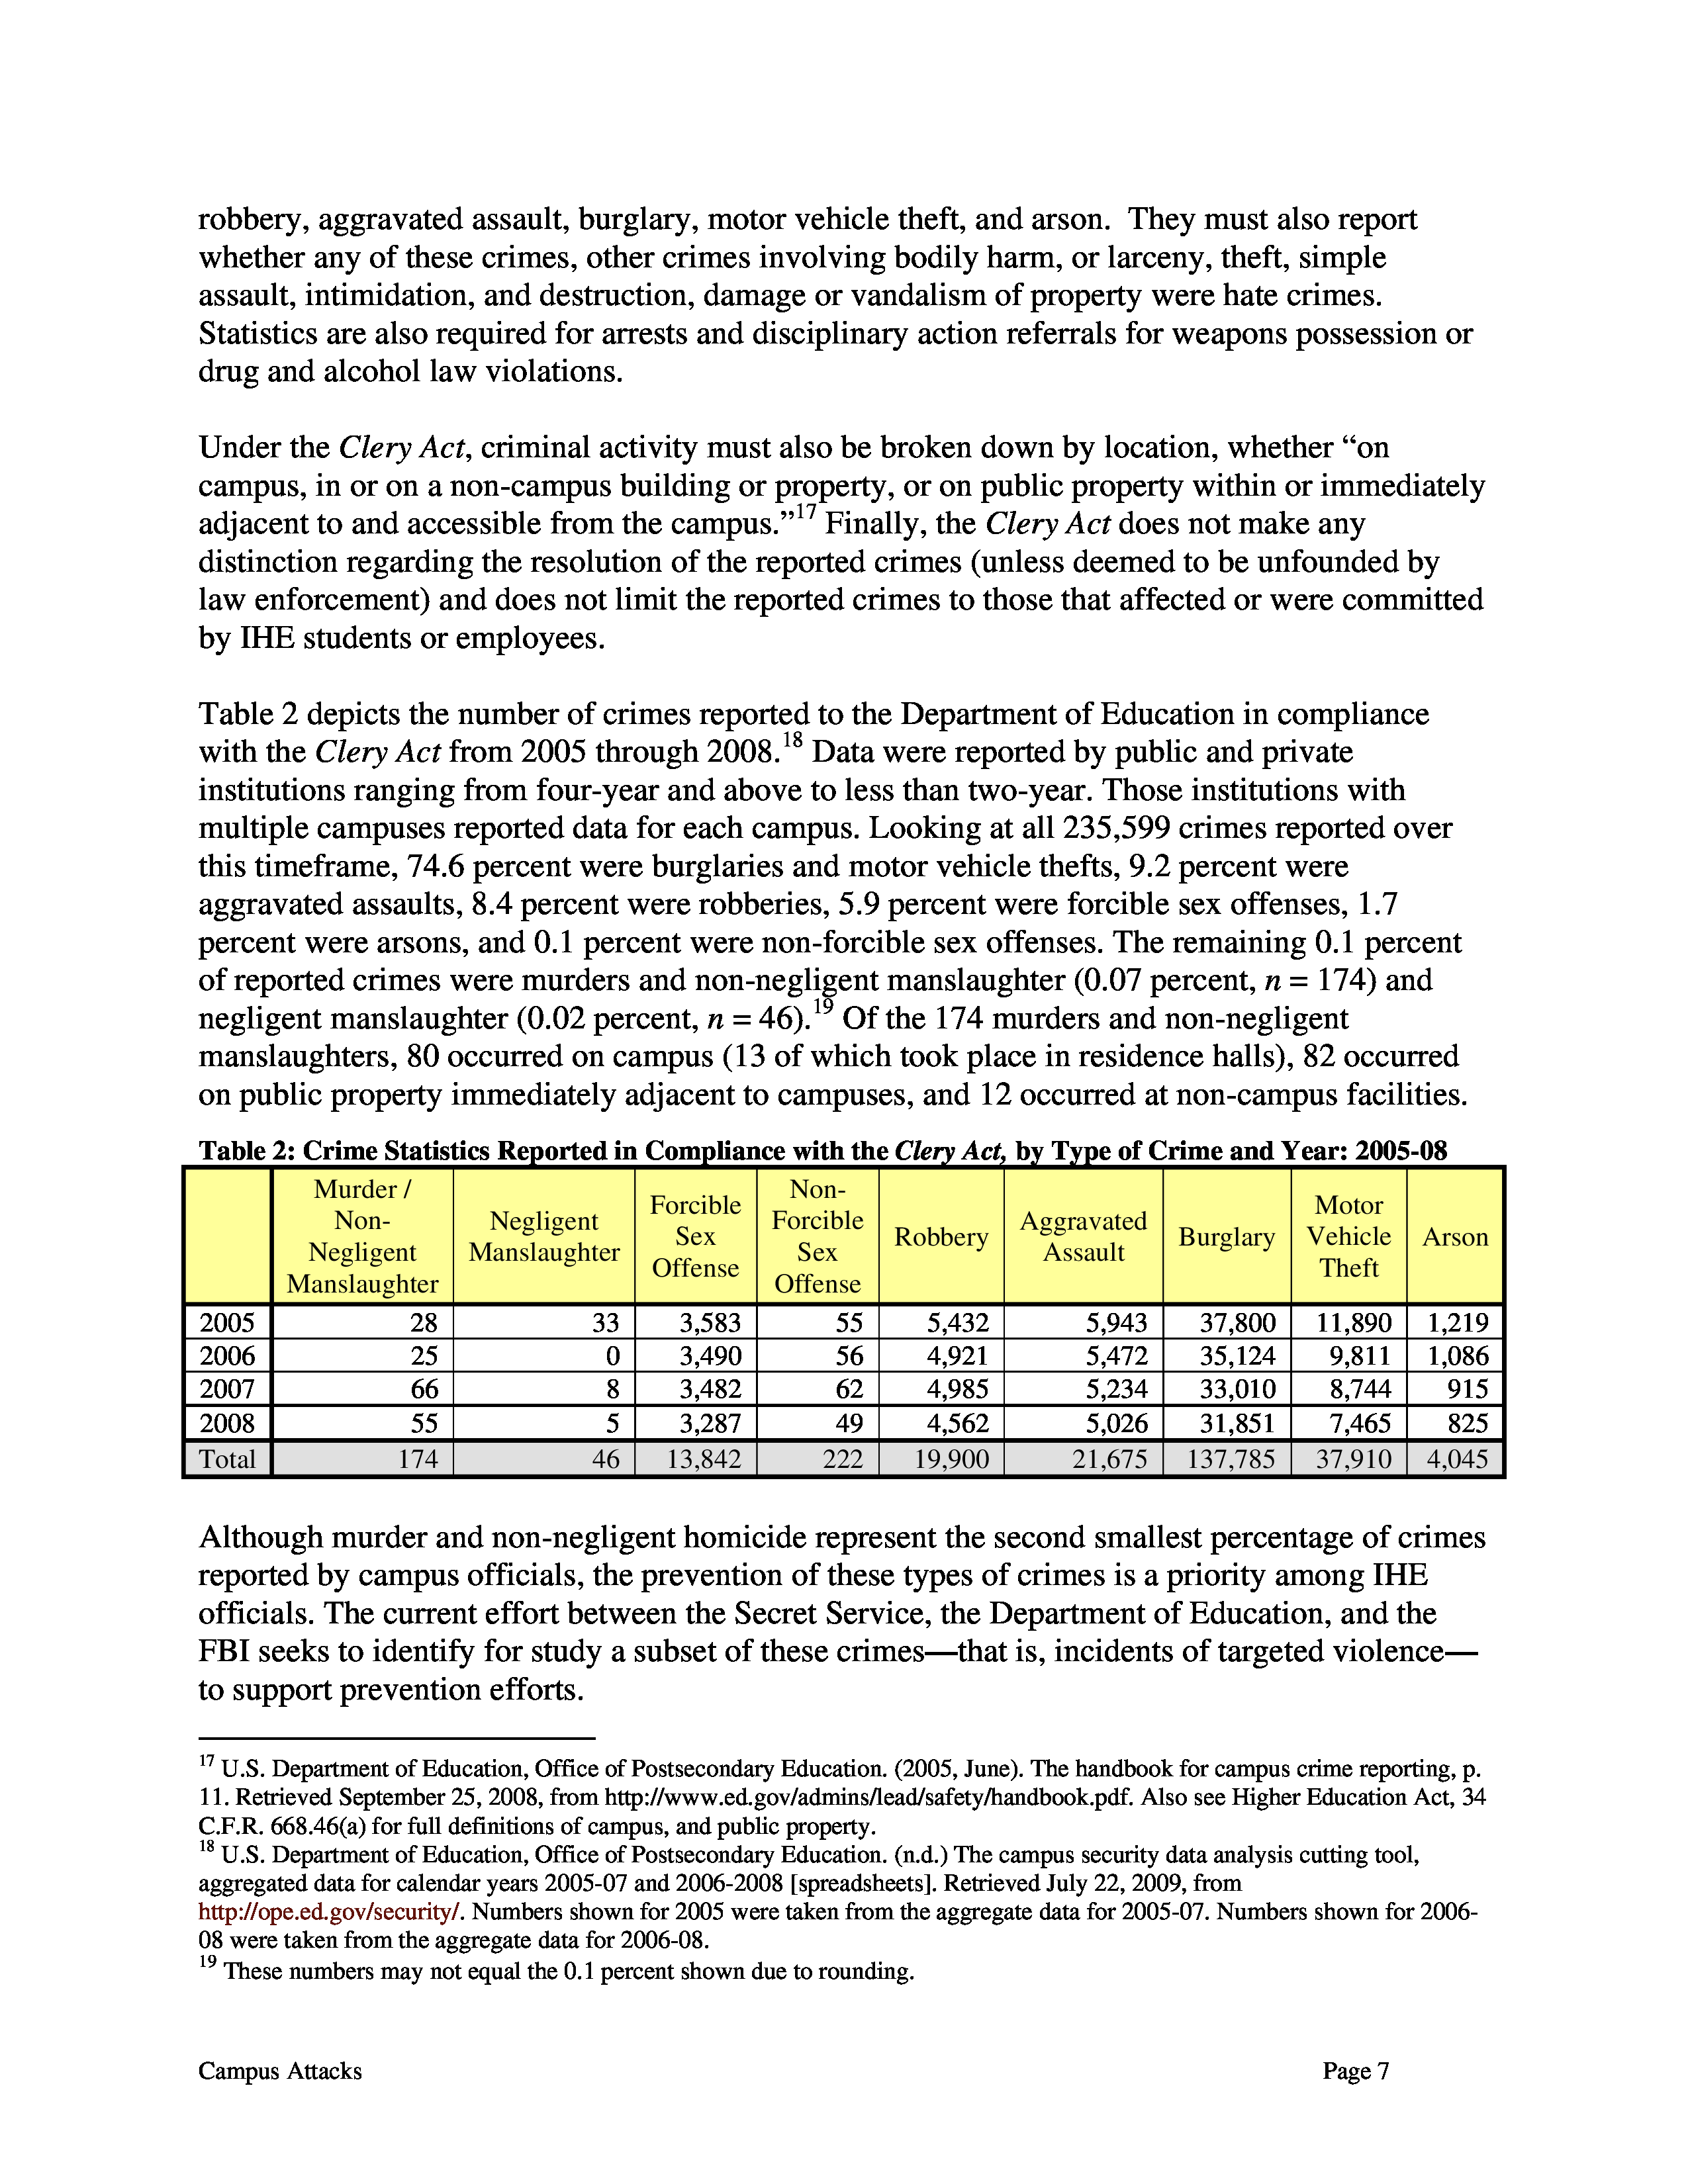 robbery, aggravated assault, burglary, motor vehicle theft, and arson.  They must also report
whether any of these crimes, other crimes involving bodily harm, or larceny, theft, simple
assault, intimidation, and destruction, damage or vandalism of property were hate crimes.
Statistics are also required for arrests and disciplinary action referrals for weapons possession or
drug and alcohol law violations.
Under the Clery Act, criminal activity must also be broken down by location, whether “on
campus, in or on a non-campus building or property, or on public property within or immediately
adjacent to and accessible from the campus.”17 Finally, the Clery Act does not make any
distinction regarding the resolution of the reported crimes (unless deemed to be unfounded by
law enforcement) and does not limit the reported crimes to those that affected or were committed
by IHE students or employees.
Table 2 depicts the number of crimes reported to the Department of Education in compliance
with the Clery Act from 2005 through 2008.18 Data were reported by public and private
institutions ranging from four-year and above to less than two-year. Those institutions with
multiple campuses reported data for each campus. Looking at all 235,599 crimes reported over
this timeframe, 74.6 percent were burglaries and motor vehicle thefts, 9.2 percent were
aggravated assaults, 8.4 percent were robberies, 5.9 percent were forcible sex offenses, 1.7
percent were arsons, and 0.1 percent were non-forcible sex offenses. The remaining 0.1 percent
of reported crimes were murders and non-negligent manslaughter (0.07 percent, n = 174) and
negligent manslaughter (0.02 percent, n = 46).19 Of the 174 murders and non-negligent
manslaughters, 80 occurred on campus (13 of which took place in residence halls), 82 occurred
on public property immediately adjacent to campuses, and 12 occurred at non-campus facilities.
Table 2: Crime Statistics Reported in Compliance with the Clery Act, by Type of Crime and Year: 2005-08
Murder / Non-Negligent Manslaughter | Negligent Manslaughter | Forcible Sex Offense | Non-Forcible Sex Offense | Robbery | Aggravated Assault | Burglary | Motor Vehicle Theft | Arson
2005 28 33 3,583 55 5,432 5,943 37,800 11,890 1,219
2006 25 0 3,490 56 4,921 5,472 35,124 9,811 1,086
2007 66 8 3,482 62 4,985 5,234 33,010 8,744 915
2008 55 5 3,287 49 4,562 5,026 31,851 7,465 825
Total 174 46 13,842 222 19,900 21,675 137,785 37,910 4,045
Although murder and non-negligent homicide represent the second smallest percentage of crimes
reported by campus officials, the prevention of these types of crimes is a priority among IHE
officials. The current effort between the Secret Service, the Department of Education, and the
FBI seeks to identify for study a subset of these crimes—that is, incidents of targeted violence—
to support prevention efforts.
17 U.S. Department of Education, Office of Postsecondary Education. (2005, June). The handbook for campus crime reporting, p.
11. Retrieved September 25, 2008, from http://www.ed.gov/admins/lead/safety/handbook.pdf. Also see Higher Education Act, 34
C.F.R. 668.46(a) for full definitions of campus, and public property.
18 U.S. Department of Education, Office of Postsecondary Education. (n.d.) The campus security data analysis cutting tool,
aggregated data for calendar years 2005-07 and 2006-2008 [spreadsheets]. Retrieved July 22, 2009, from
http://ope.ed.gov/security/. Numbers shown for 2005 were taken from the aggregate data for 2005-07. Numbers shown for 2006-
08 were taken from the aggregate data for 2006-08.
19 These numbers may not equal the 0.1 percent shown due to rounding.
Campus Attacks Page 7